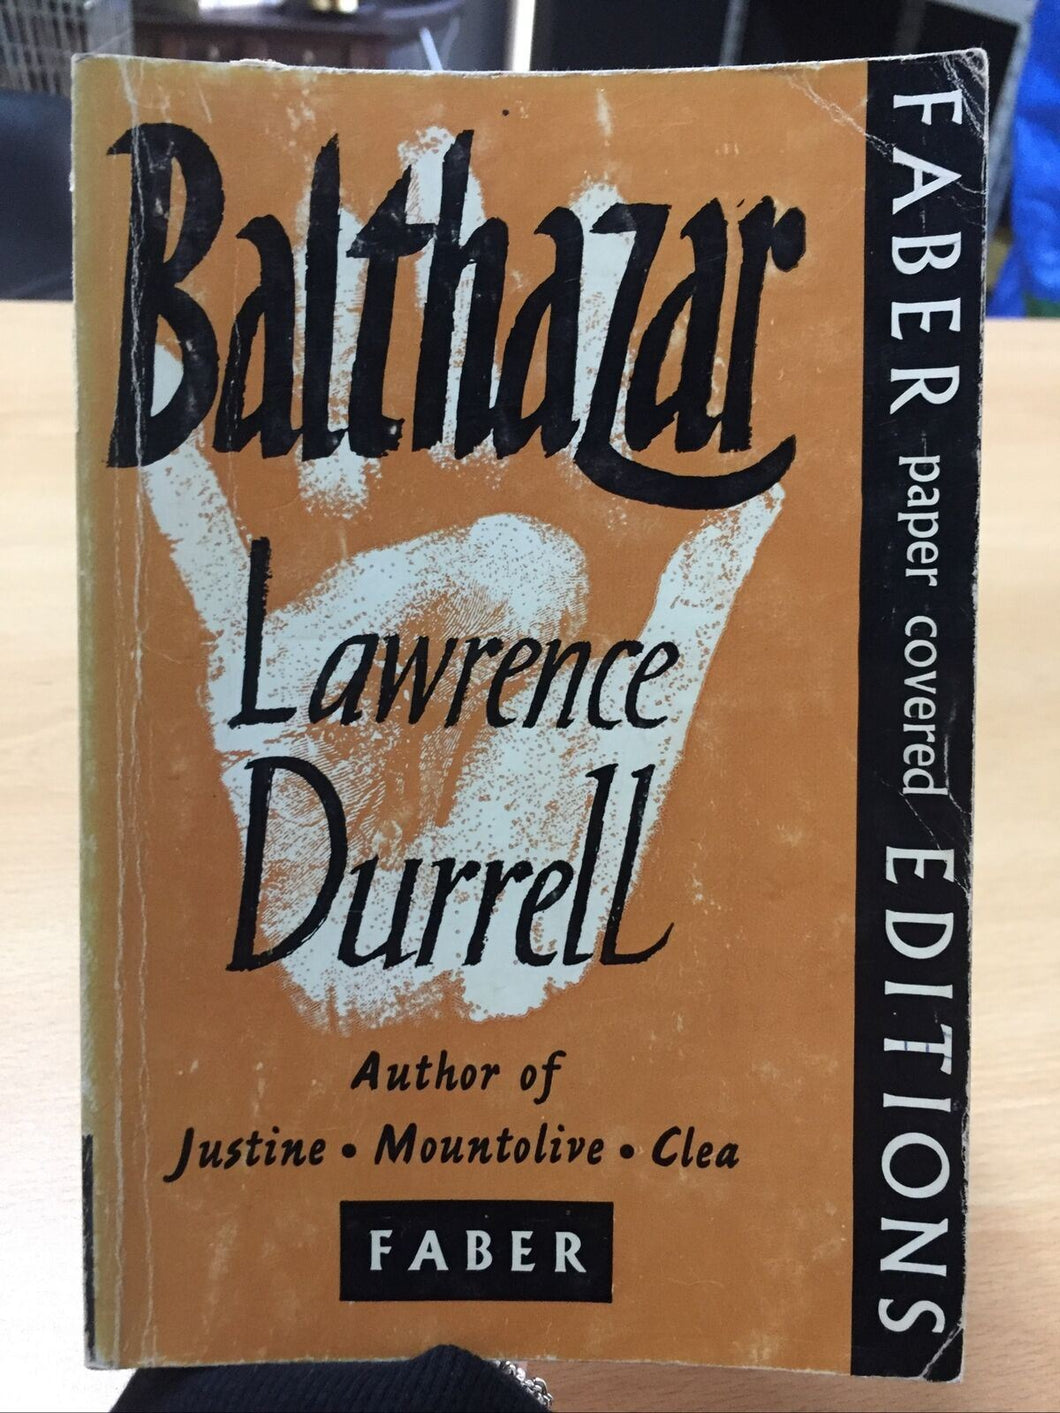 Balthazar
Lawrence
Durrell
Author of
Justine • Mountolive • Clea
FABER
FABER paper covered EDITIONS